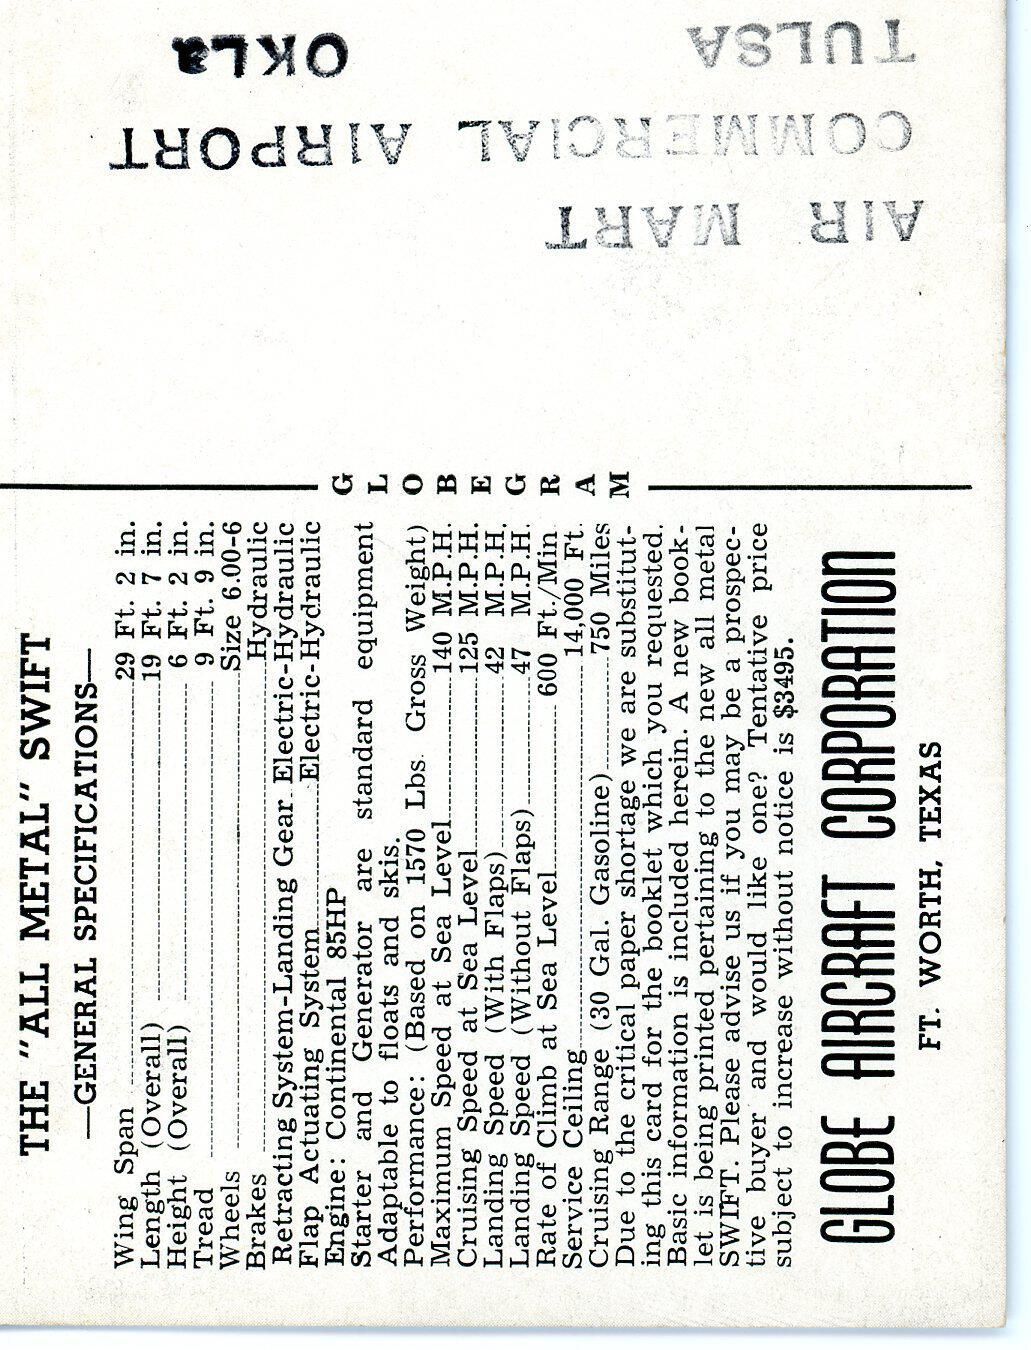 THE "ALL METAL" SWIFT
—GENERAL SPECIFICATIONS—
Wing Span 29 Ft. 2 in.
Length (Overall) 19 Ft. 7 in.
Height (Overall) 6 Ft. 2 in.
Tread 9 Ft. 9 in.
Wheels Size 6.00-6
Brakes Hydraulic
Retracting System-Landing Gear Electric-Hydraulic
Flap Actuating System Electric-Hydraulic
Engine: Continental 85HP
Starter and Generator are standard equipment
Adaptable to floats and skis.
Performance: (Based on 1570 Lbs. Gross Weight)
Maximum Speed at Sea Level 140 M.P.H.
Cruising Speed at Sea Level 125 M.P.H.
Landing Speed (With Flaps) 42 M.P.H.
Landing Speed (Without Flaps) 47 M.P.H.
Rate of Climb at Sea Level 600 Ft./Min
Service Ceiling 14,000 Ft.
Cruising Range (30 Gal. Gasoline) 750 Miles
Due to the critical paper shortage we are substitut-
ing this card for the booklet which you requested.
Basic information is included herein. A new book-
let is being printed pertaining to the new all metal
SWIFT. Please advise us if you may be a prospec-
tive buyer and would like one? Tentative price
subject to increase without notice is $3495.
GLOBE AIRCRAFT CORPORATION
FT. WORTH, TEXAS
GLOBEGRAM
AIR MART
COMMERCIAL AIRPORT
TULSA OKLa